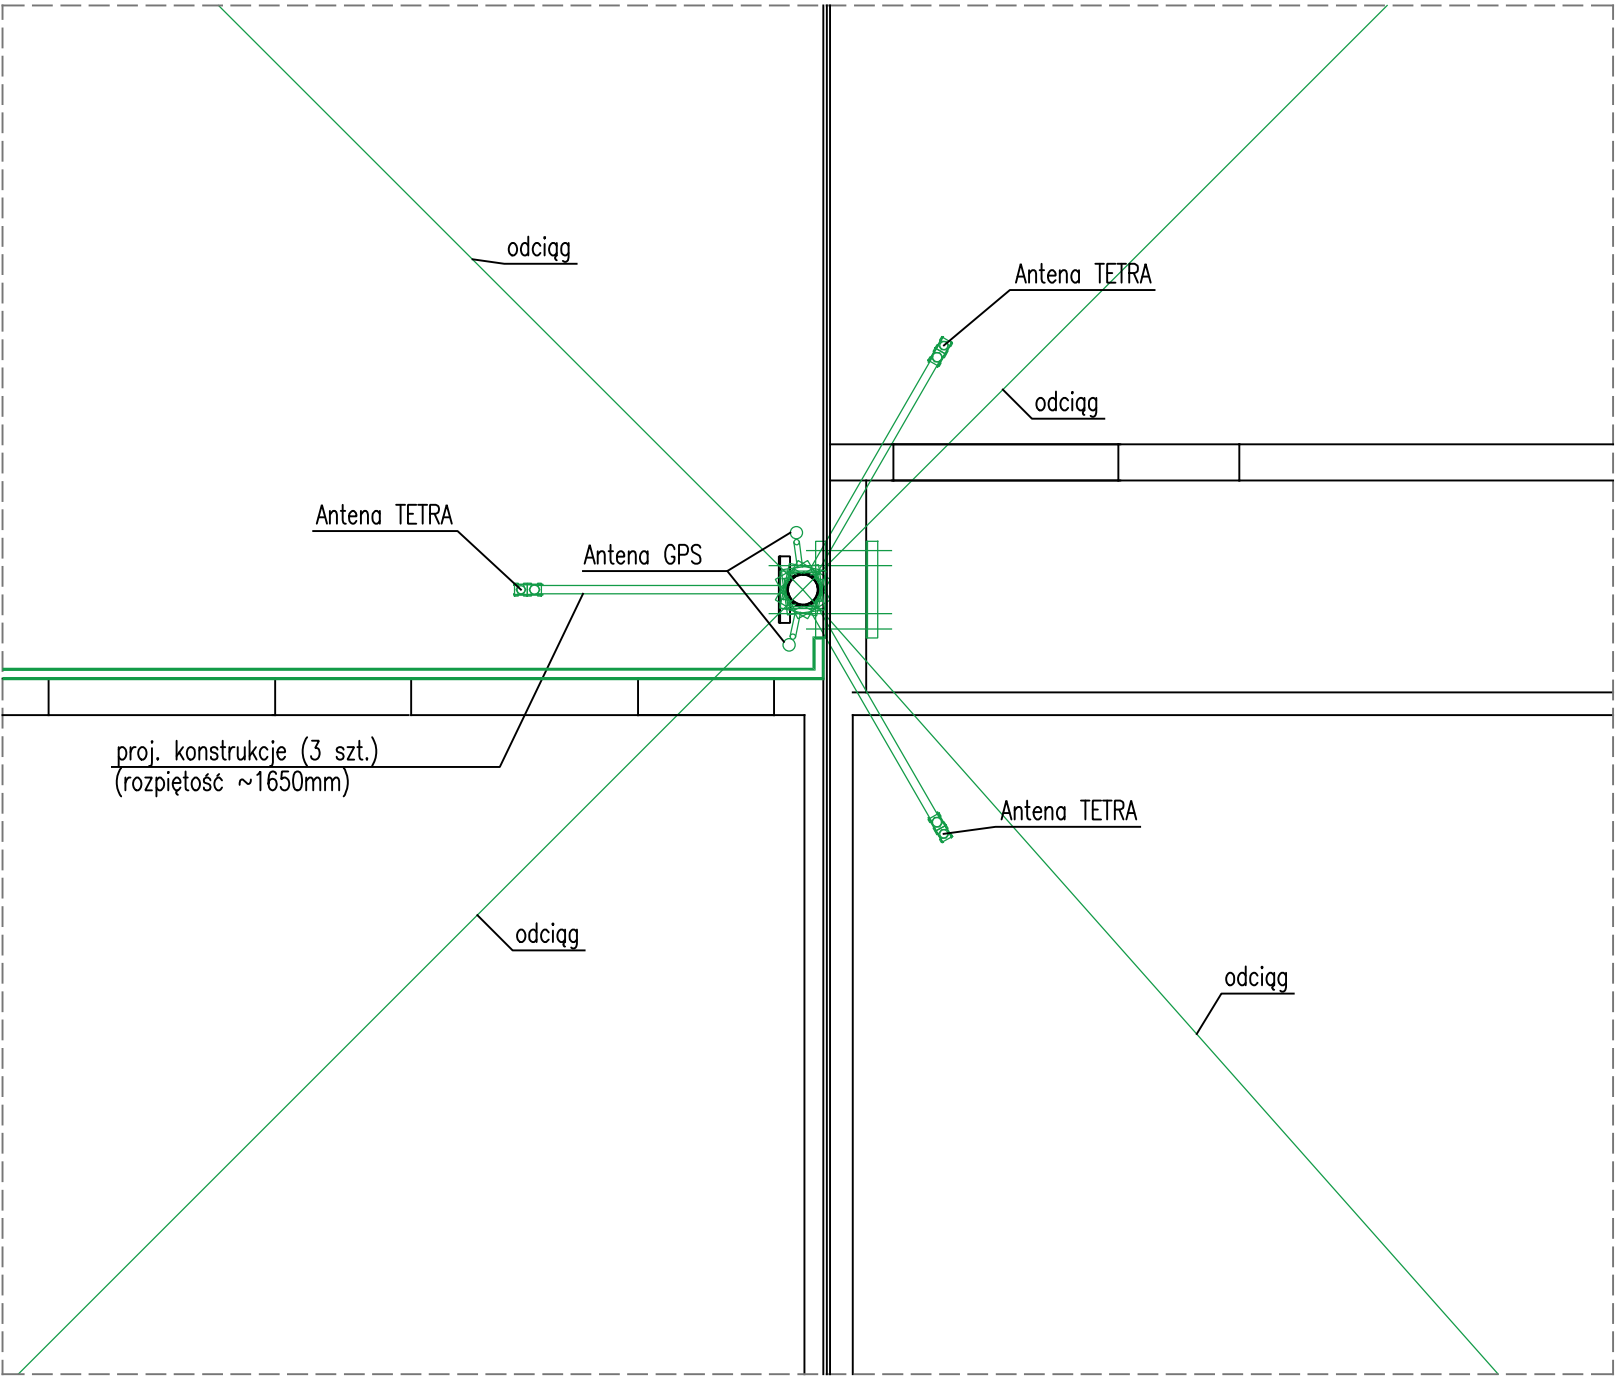 odciąg
Antena TETRA
odciąg
Antena TETRA
Antena GPS
proj. konstrukcje (3 szt.)
(rozpiętość ~1650mm)
Antena TETRA
odciąg
odciąg